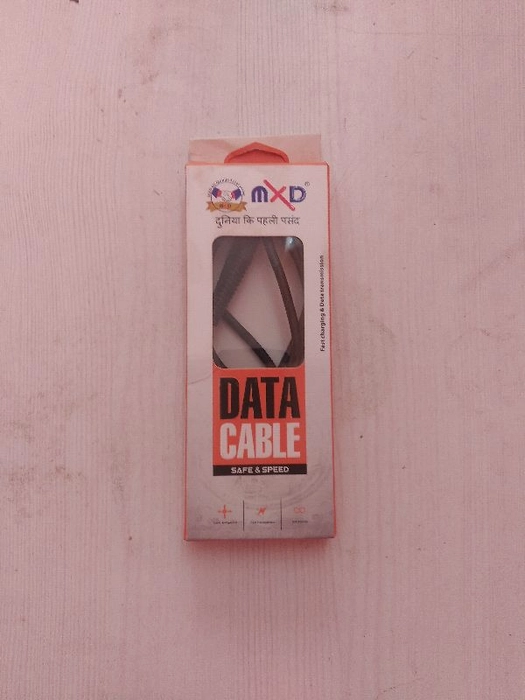 MXD®
दुनिया कि पहली पसंद
Fast charging & Data transmission
DATA
CABLE
SAFE & SPEED